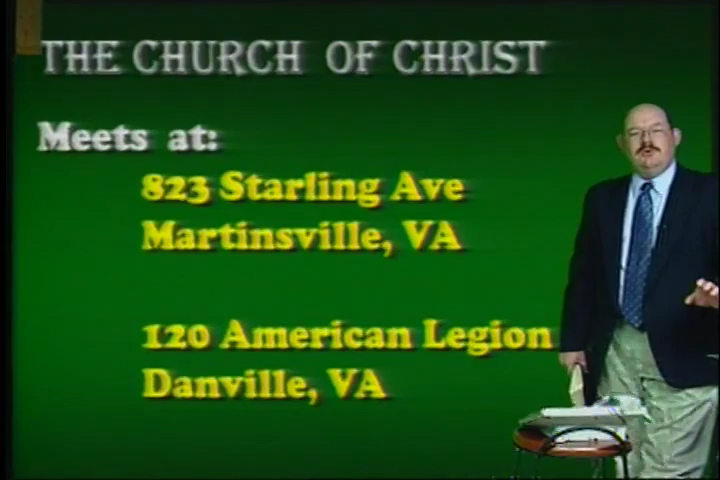 THE CHURCH OF CHRIST
Meets at:
823 Starling Ave
Martinsville, VA
120 American Legion
Danville, VA